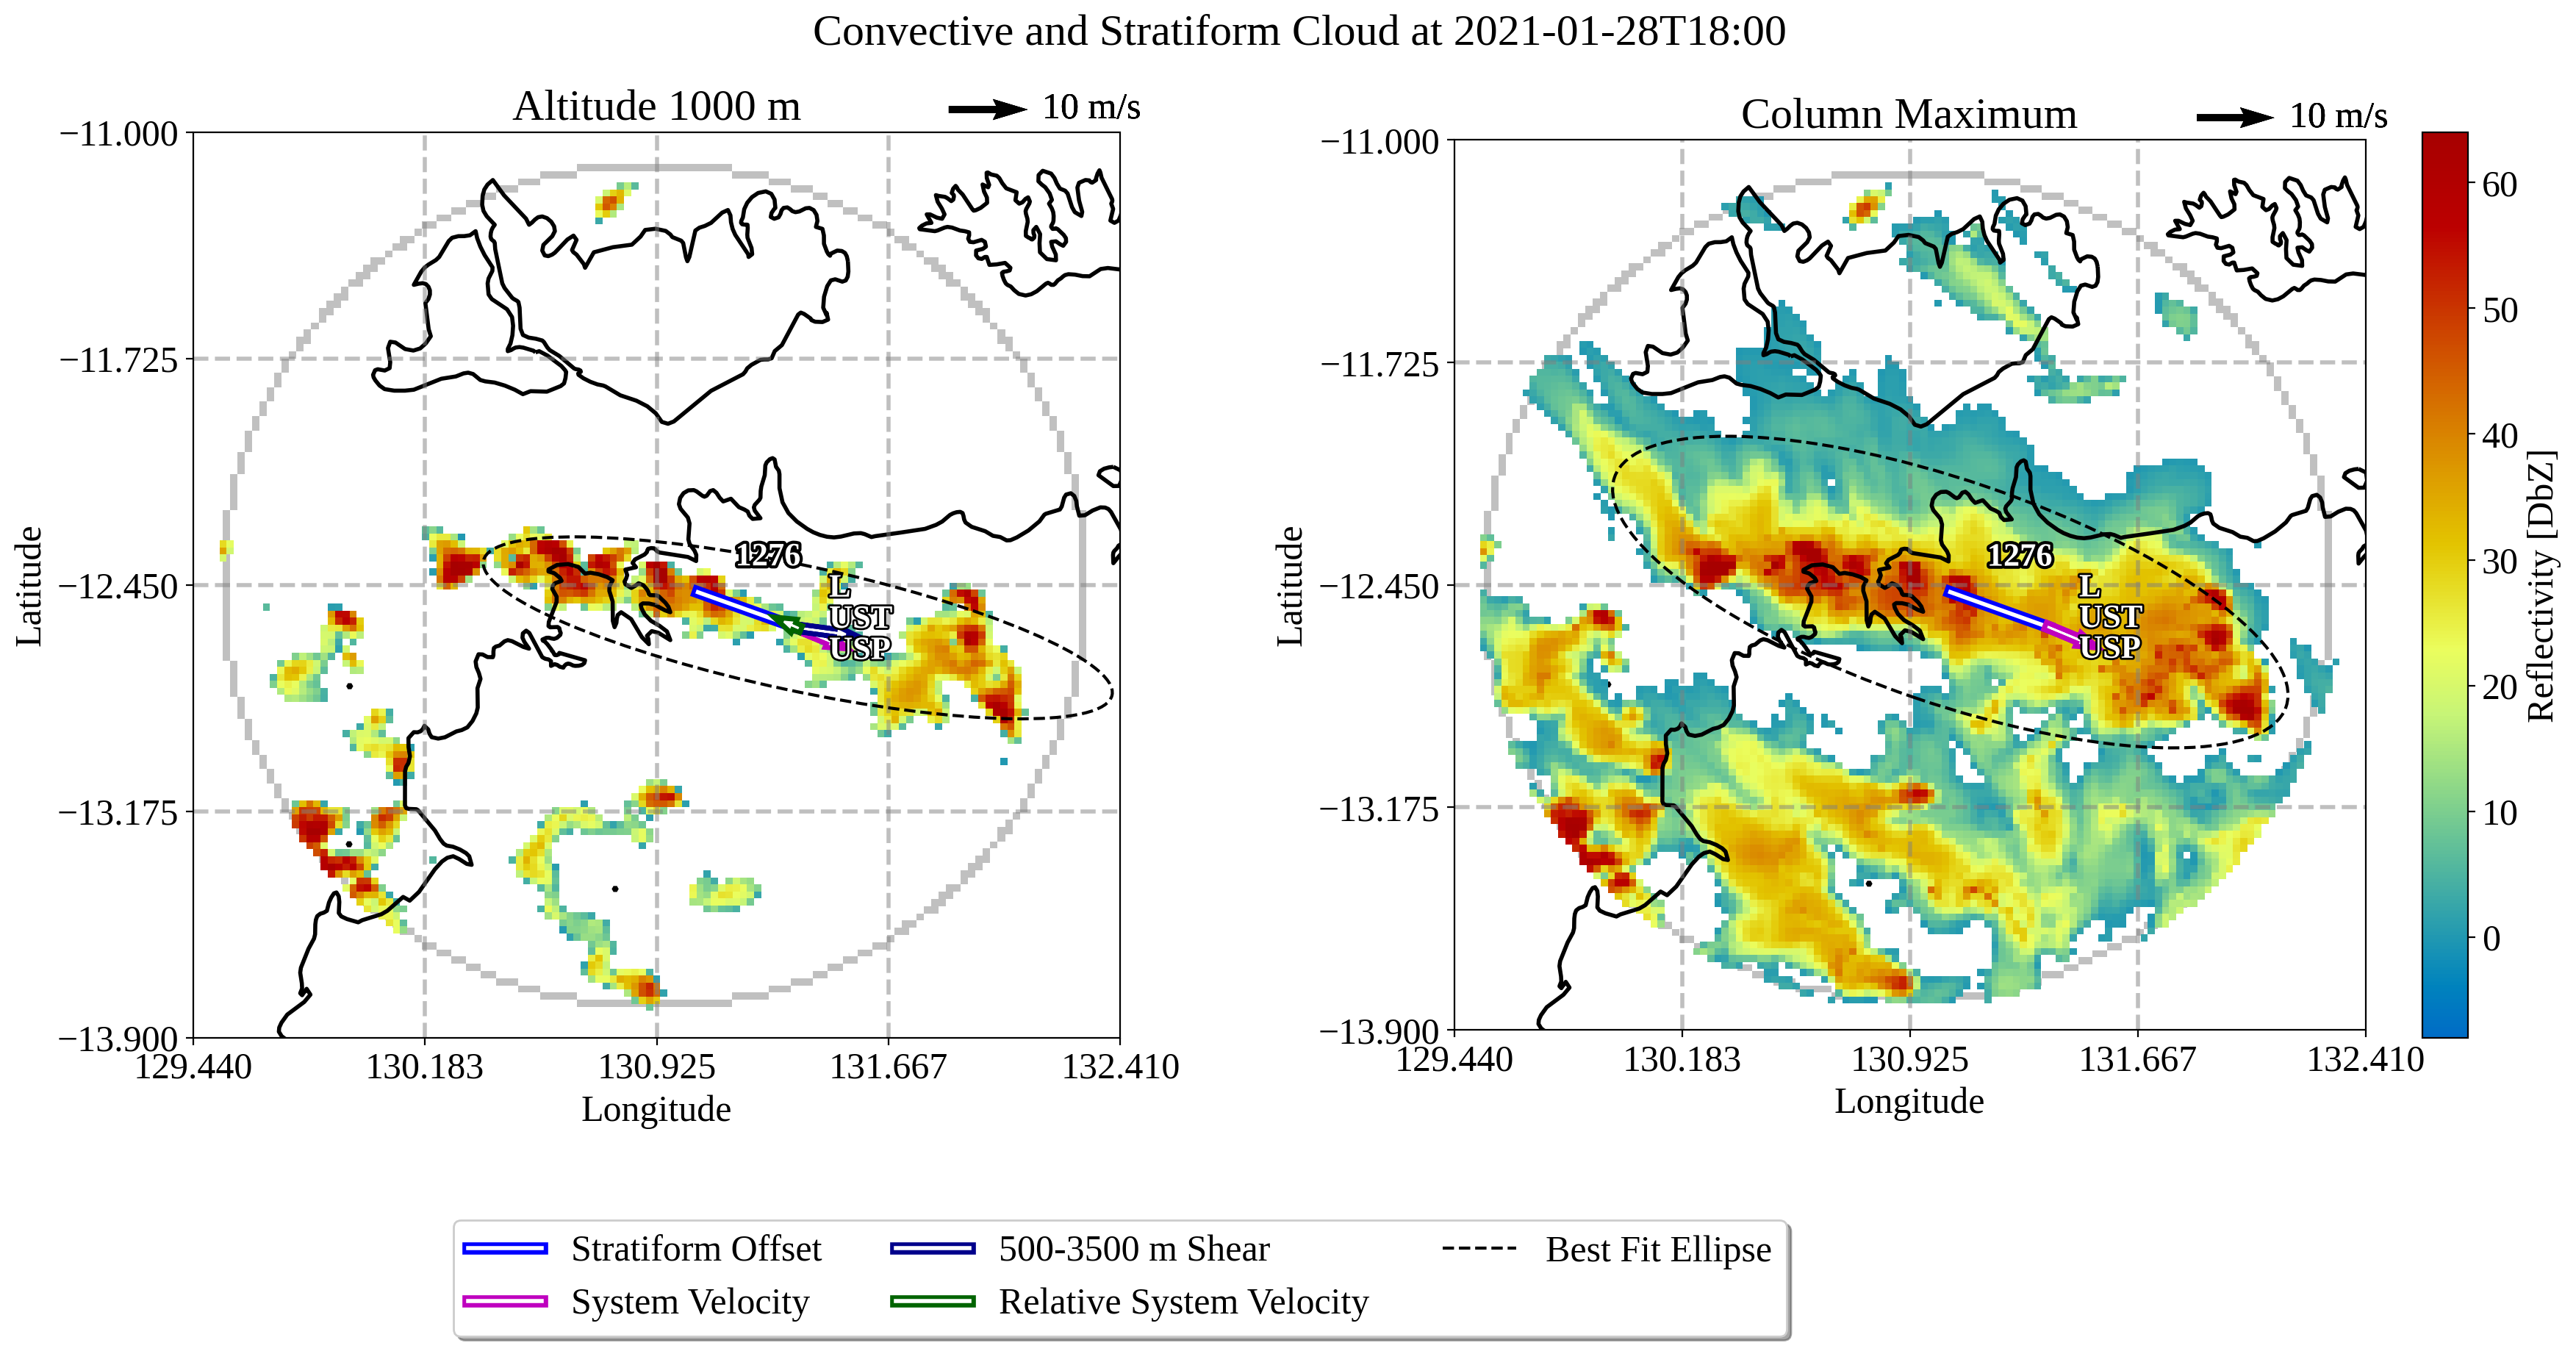 Convective and Stratiform Cloud at 2021-01-28T18:00
Altitude 1000 m
10 m/s
−11.000
−11.725
−12.450
−13.175
−13.900
Latitude
129.440
130.183
130.925
131.667
132.410
Longitude
1276
L
UST
USP
Column Maximum
10 m/s
−11.000
−11.725
−12.450
−13.175
−13.900
Latitude
129.440
130.183
130.925
131.667
132.410
Longitude
1276
L
UST
USP
60
50
40
30
20
10
0
Reflectivity [DbZ]
Stratiform Offset
System Velocity
500-3500 m Shear
Relative System Velocity
Best Fit Ellipse